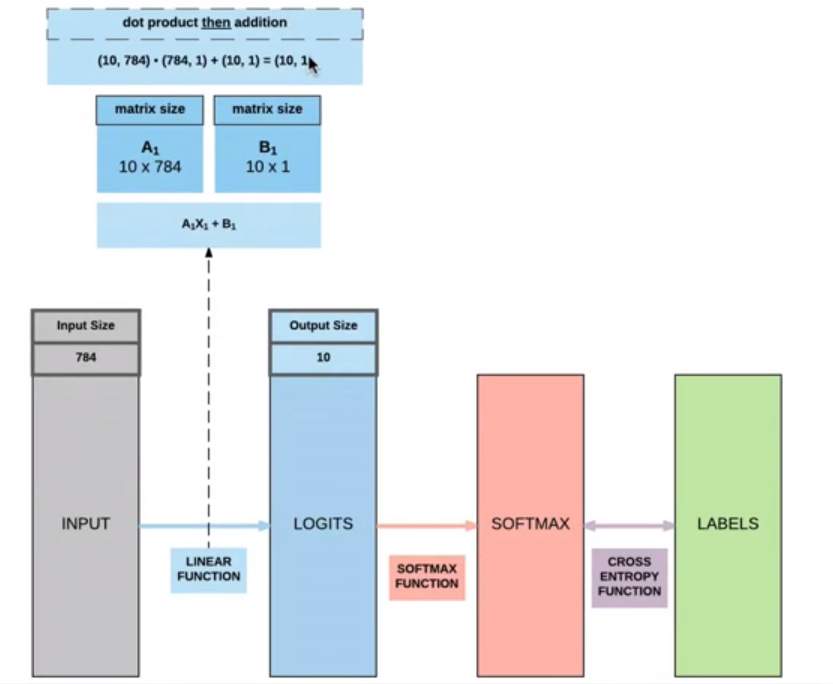 dot product then addition
(10, 784) • (784, 1) + (10, 1) = (10, 1
matrix size
matrix size
A₁
10 x 784
B₁
10 x 1
A₁X₁ + B₁
Input Size
784
Output Size
10
INPUT
LOGITS
SOFTMAX
LABELS
LINEAR
FUNCTION
SOFTMAX
FUNCTION
CROSS
ENTROPY
FUNCTION